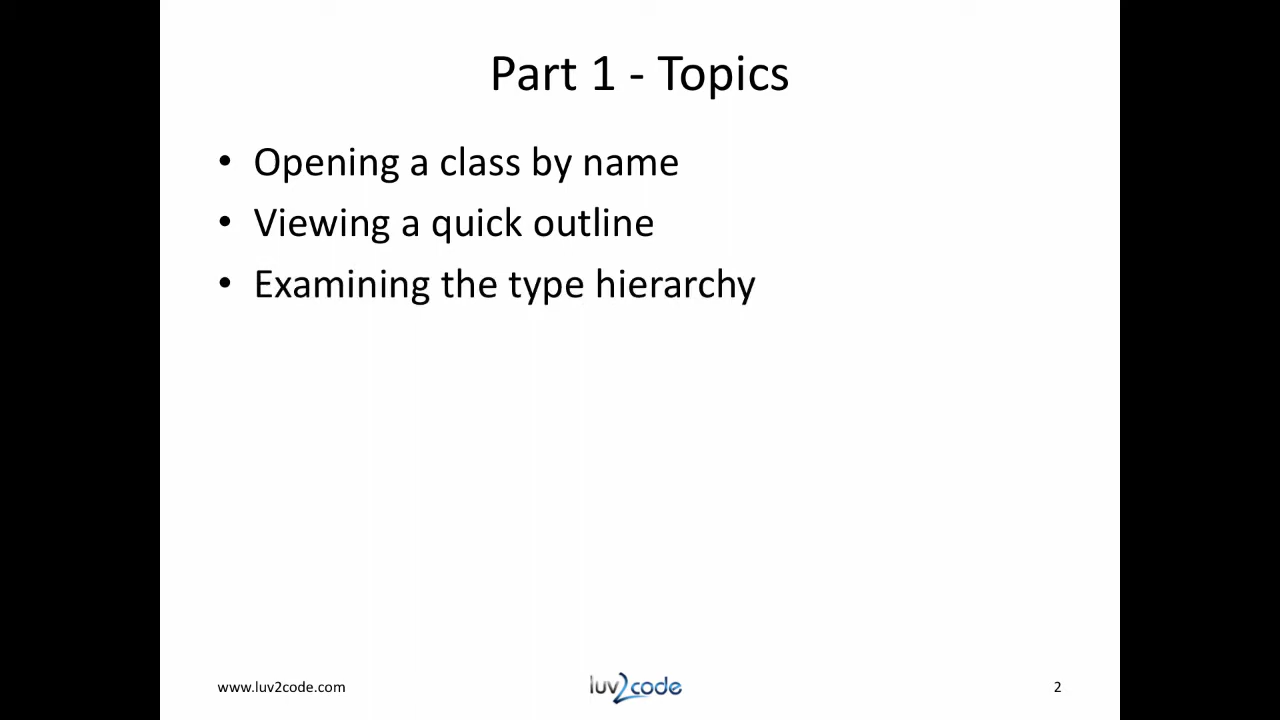 Part 1 - Topics
• Opening a class by name
• Viewing a quick outline
• Examining the type hierarchy
www.luv2code.com
luv2code
2